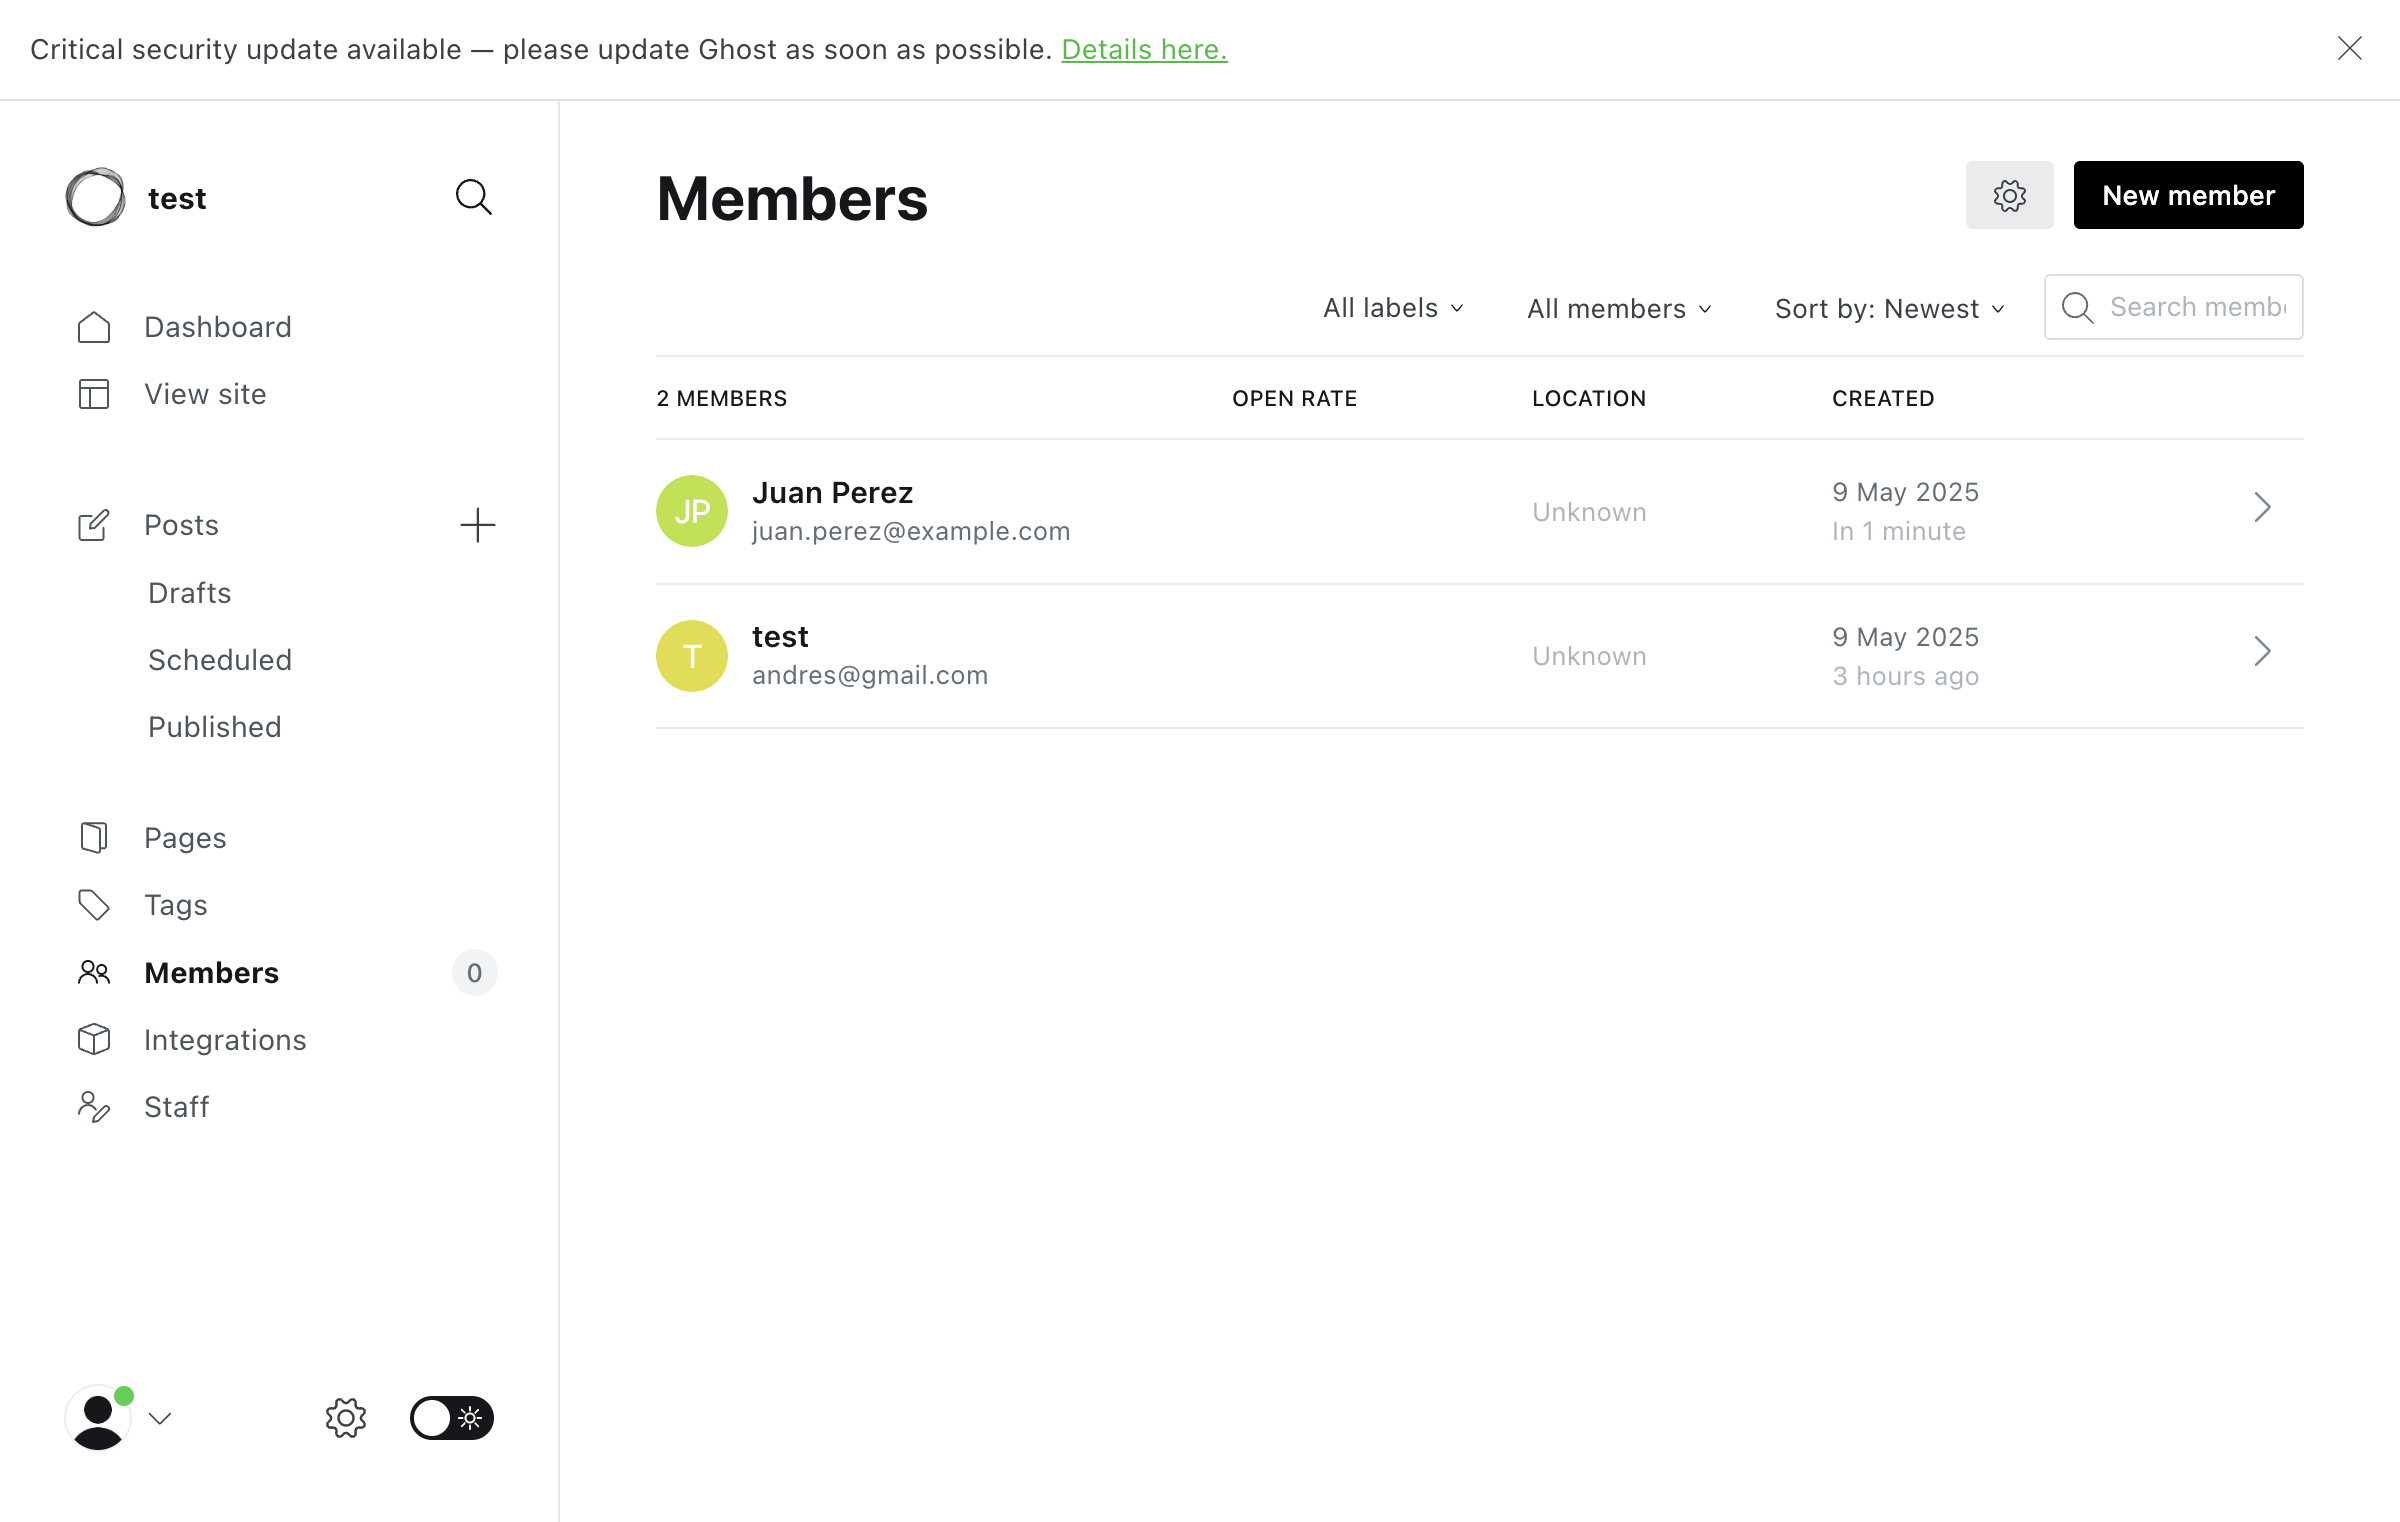 Critical security update available — please update Ghost as soon as possible. Details here.
test
Dashboard
View site
Posts
Drafts
Scheduled
Published
Pages
Tags
Members
0
Integrations
Staff
Members
New member
All labels
All members
Sort by: Newest
Search memb
2 MEMBERS OPEN RATE LOCATION CREATED
JP
Juan Perez
juan.perez@example.com
Unknown
9 May 2025
In 1 minute
T
test
andres@gmail.com
Unknown
9 May 2025
3 hours ago